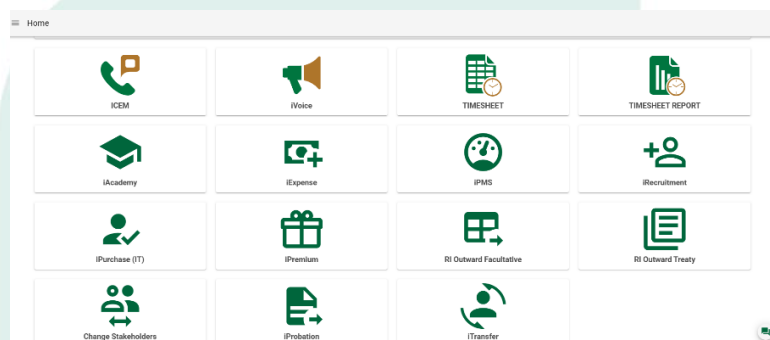 Home
ICEM
iVoice
TIMESHEET
TIMESHEET REPORT
iAcademy
iExpense
iPMS
iRecruitment
iPurchase (IT)
iPremium
RI Outward Facultative
RI Outward Treaty
Change Stakeholders
iProbation
iTransfer